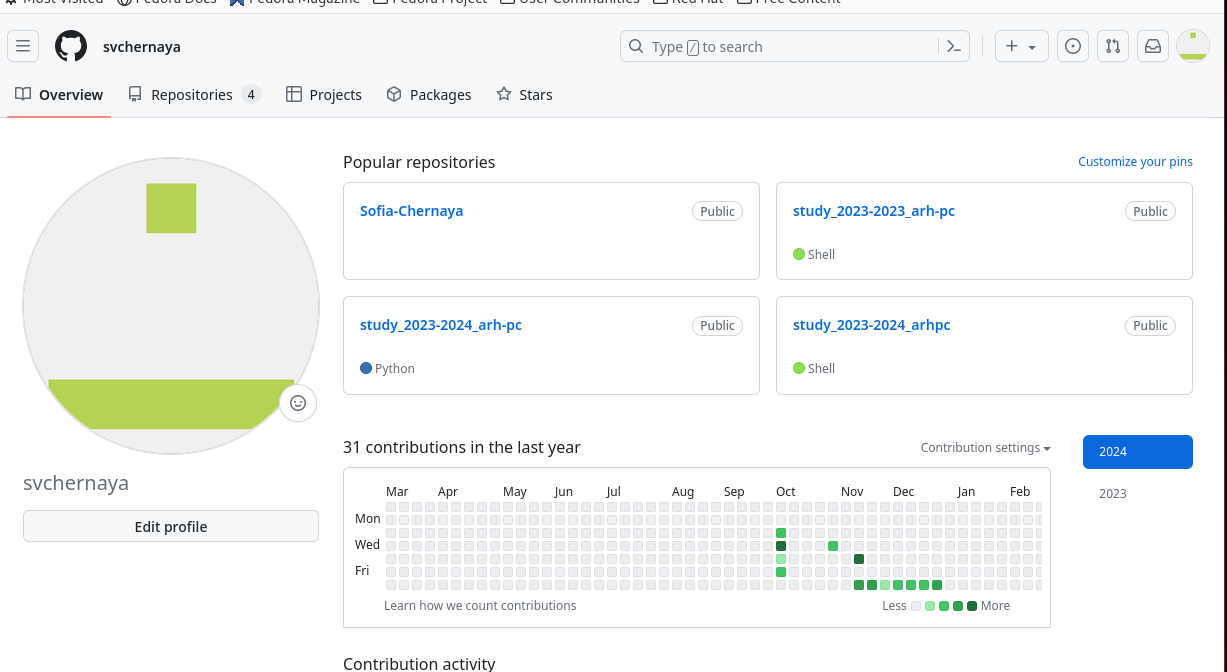 Most Visited Fedora Docs Fedora Magazine Fedora Project User Communities Red Hat Free Content
svchernaya
Type / to search
Overview Repositories 4 Projects Packages Stars
Popular repositories Customize your pins
Sofia-Chernaya Public
study_2023-2023_arh-pc Public
Shell
study_2023-2024_arh-pc Public
Python
study_2023-2024_arhpc Public
Shell
svchernaya
Edit profile
31 contributions in the last year Contribution settings
2024
2023
Mar Apr May Jun Jul Aug Sep Oct Nov Dec Jan Feb
Mon
Wed
Fri
Learn how we count contributions Less More
Contribution activity